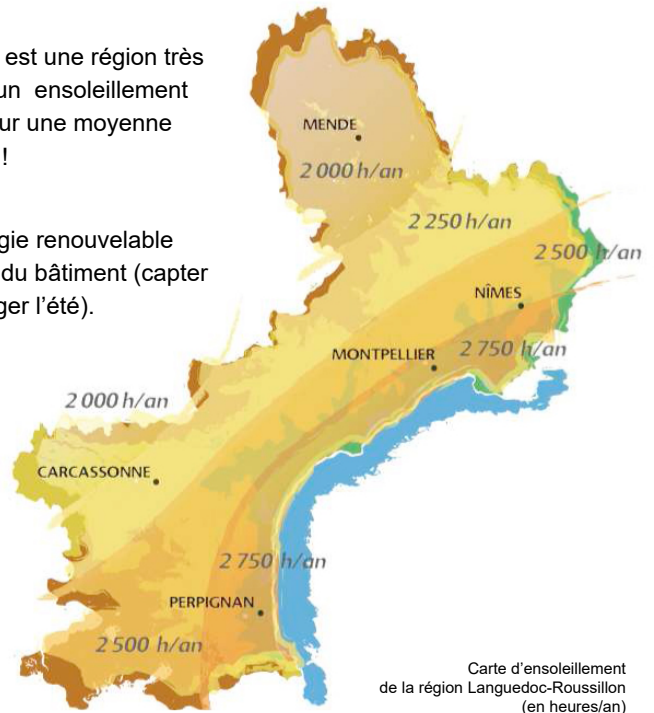 est une région très
un ensoleillement
ur une moyenne
!
gie renouvelable
du bâtiment (capter
ger l'été).
MENDE
2 000 h/an
2 250 h/an
2 500 h/an
NÎMES
MONTPELLIER
2 750 h/an
2 000 h/an
CARCASSONNE
2 750 h/an
PERPIGNAN
2 500 h/an
Carte d'ensoleillement
de la région Languedoc-Roussillon
(en heures/an)